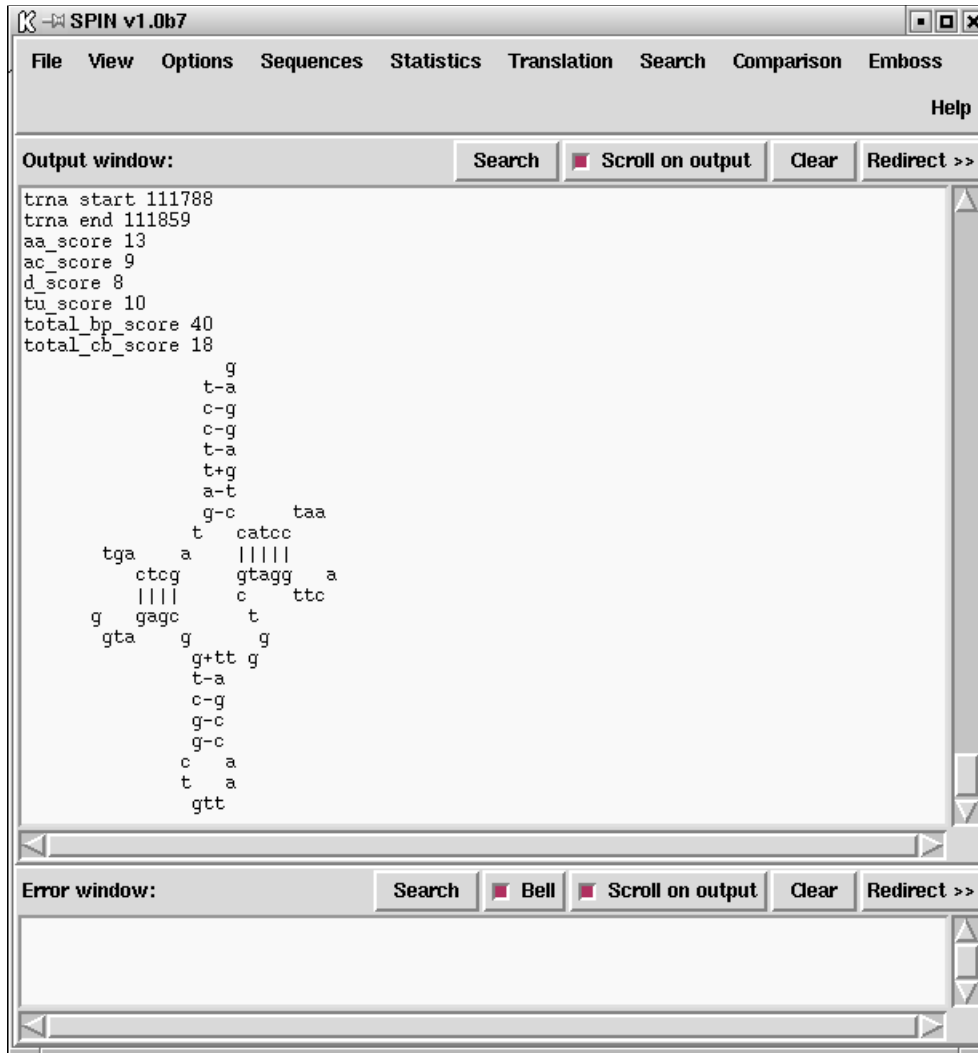 SPIN v1.0b7
File View Options Sequences Statistics Translation Search Comparison Emboss
Help
Output window: Search Scroll on output Clear Redirect >>
trna start 111788
trna end 111859
aa_score 13
ac_score 9
d_score 8
tu_score 10
total_bp_score 40
total_cb_score 18
g
t-a
c-g
c-g
t-a
t+g
a-t
g-c taa
t catcc
tga a |||||
ctcg gtagg a
|||| c ttc
g gagc t
gta g g
g+tt g
t-a
c-g
g-c
g-c
c a
t a
gtt
Error window: Search Bell Scroll on output Clear Redirect >>